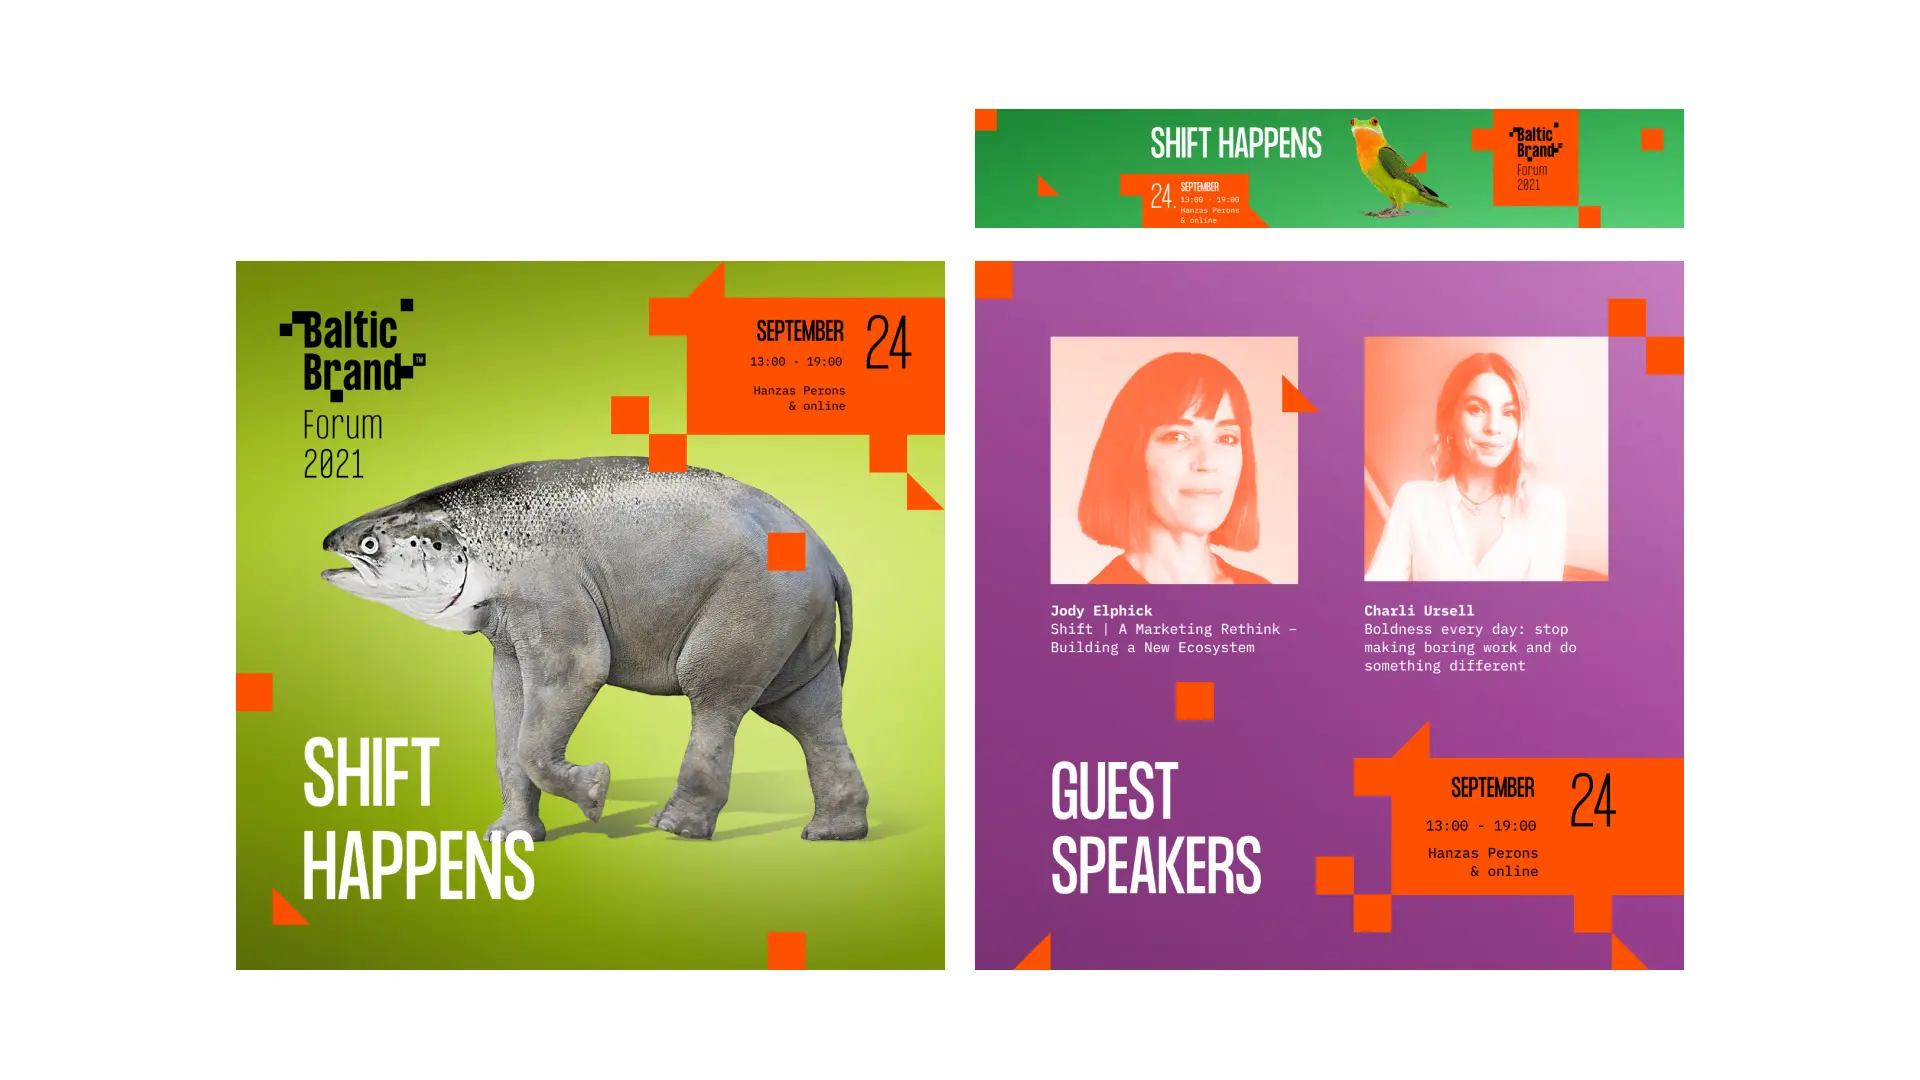 SHIFT HAPPENS
24.
SEPTEMBER
13:00 - 19:00
Hanzas Perons
& online
Baltic
Brand
Forum
2021
Baltic
Brand™
Forum
2021
SEPTEMBER
24
13:00 - 19:00
Hanzas Perons
& online
SHIFT
HAPPENS
Jody Elphick
Shift | A Marketing Rethink –
Building a New Ecosystem
Charli Ursell
Boldness every day: stop
making boring work and do
something different
GUEST
SPEAKERS
SEPTEMBER
24
13:00 - 19:00
Hanzas Perons
& online